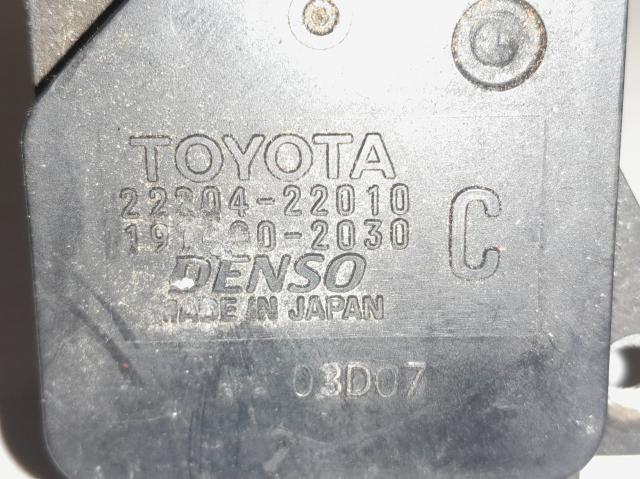 TOYOTA
22204-22010
C
DENSO
MADE IN JAPAN
03D07